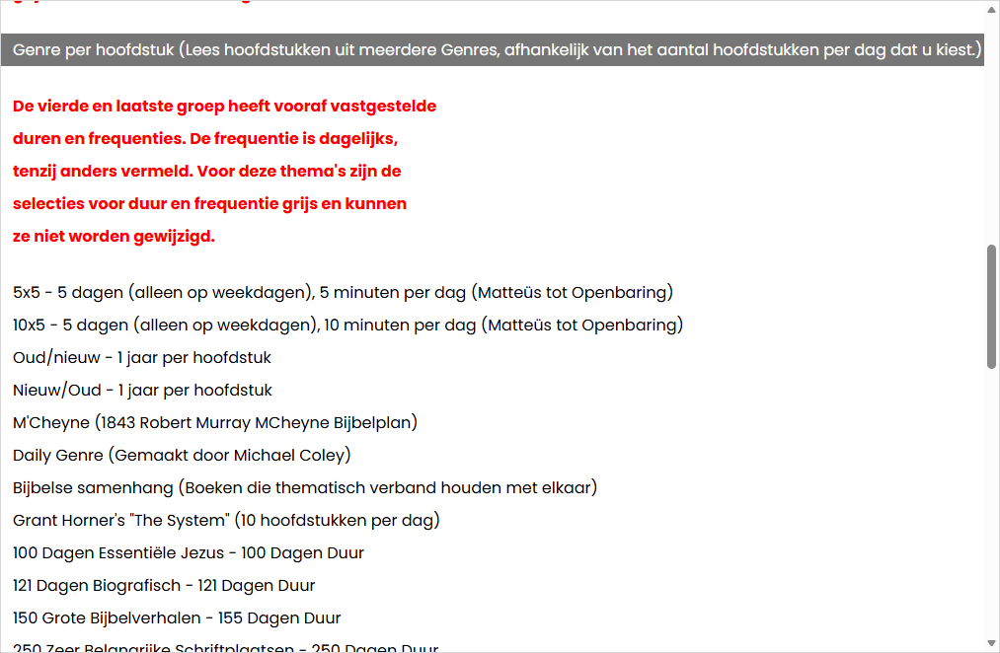 Genre per hoofdstuk (Lees hoofdstukken uit meerdere Genres, afhankelijk van het aantal hoofdstukken per dag dat u kiest.)
De vierde en laatste groep heeft vooraf vastgestelde
duren en frequenties. De frequentie is dagelijks,
tenzij anders vermeld. Voor deze thema's zijn de
selecties voor duur en frequentie grijs en kunnen
ze niet worden gewijzigd.
5x5 - 5 dagen (alleen op weekdagen), 5 minuten per dag (Matteüs tot Openbaring)
10x5 - 5 dagen (alleen op weekdagen), 10 minuten per dag (Matteüs tot Openbaring)
Oud/nieuw - 1 jaar per hoofdstuk
Nieuw/Oud - 1 jaar per hoofdstuk
M'Cheyne (1843 Robert Murray MCheyne Bijbelplan)
Daily Genre (Gemaakt door Michael Coley)
Bijbelse samenhang (Boeken die thematisch verband houden met elkaar)
Grant Horner's "The System" (10 hoofdstukken per dag)
100 Dagen Essentiële Jezus - 100 Dagen Duur
121 Dagen Biografisch - 121 Dagen Duur
150 Grote Bijbelverhalen - 155 Dagen Duur
250 Zeer Belangrijke Schriftplaatsen - 250 Dagen Duur